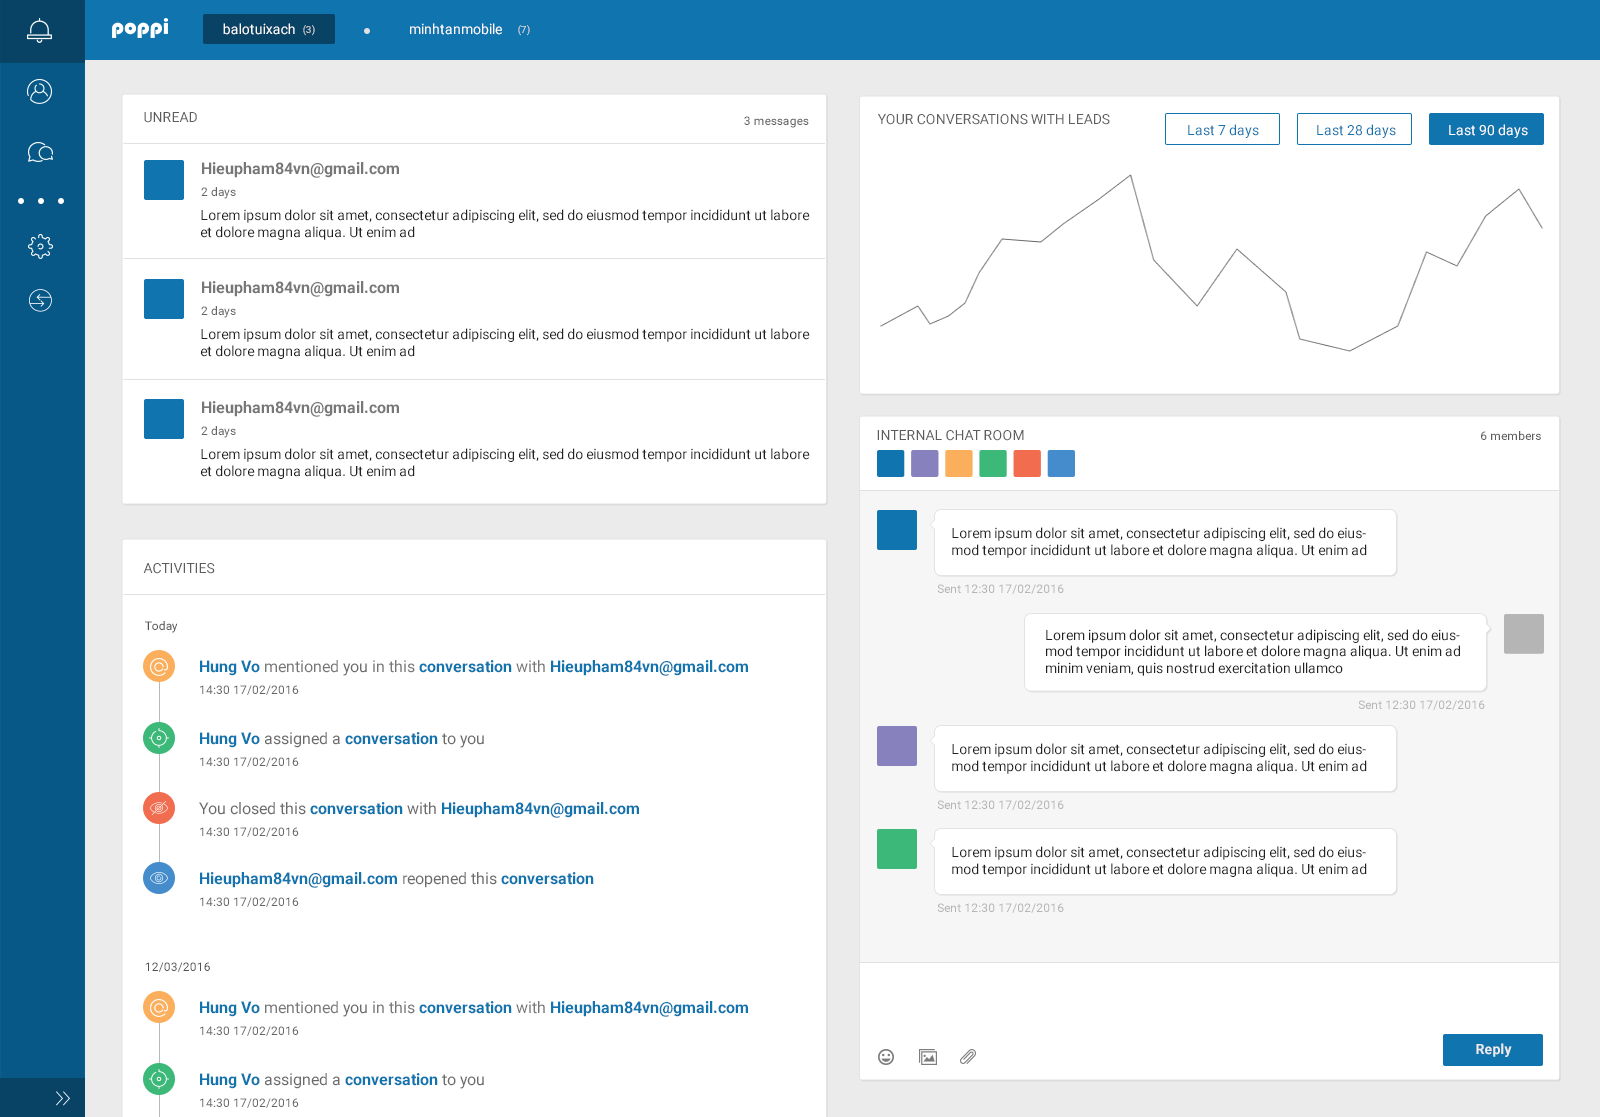 poppi
balotuixach (3)
minhtanmobile (7)
UNREAD
3 messages
Hieupham84vn@gmail.com
2 days
Lorem ipsum dolor sit amet, consectetur adipiscing elit, sed do eiusmod tempor incididunt ut labore
et dolore magna aliqua. Ut enim ad
Hieupham84vn@gmail.com
2 days
Lorem ipsum dolor sit amet, consectetur adipiscing elit, sed do eiusmod tempor incididunt ut labore
et dolore magna aliqua. Ut enim ad
Hieupham84vn@gmail.com
2 days
Lorem ipsum dolor sit amet, consectetur adipiscing elit, sed do eiusmod tempor incididunt ut labore
et dolore magna aliqua. Ut enim ad
ACTIVITIES
Today
Hung Vo mentioned you in this conversation with Hieupham84vn@gmail.com
14:30 17/02/2016
Hung Vo assigned a conversation to you
14:30 17/02/2016
You closed this conversation with Hieupham84vn@gmail.com
14:30 17/02/2016
Hieupham84vn@gmail.com reopened this conversation
14:30 17/02/2016
12/03/2016
Hung Vo mentioned you in this conversation with Hieupham84vn@gmail.com
14:30 17/02/2016
Hung Vo assigned a conversation to you
14:30 17/02/2016
YOUR CONVERSATIONS WITH LEADS
Last 7 days
Last 28 days
Last 90 days
INTERNAL CHAT ROOM
6 members
Lorem ipsum dolor sit amet, consectetur adipiscing elit, sed do eius-
mod tempor incididunt ut labore et dolore magna aliqua. Ut enim ad
Sent 12:30 17/02/2016
Lorem ipsum dolor sit amet, consectetur adipiscing elit, sed do eius-
mod tempor incididunt ut labore et dolore magna aliqua. Ut enim ad
minim veniam, quis nostrud exercitation ullamco
Sent 12:30 17/02/2016
Lorem ipsum dolor sit amet, consectetur adipiscing elit, sed do eius-
mod tempor incididunt ut labore et dolore magna aliqua. Ut enim ad
Sent 12:30 17/02/2016
Lorem ipsum dolor sit amet, consectetur adipiscing elit, sed do eius-
mod tempor incididunt ut labore et dolore magna aliqua. Ut enim ad
Sent 12:30 17/02/2016
Reply